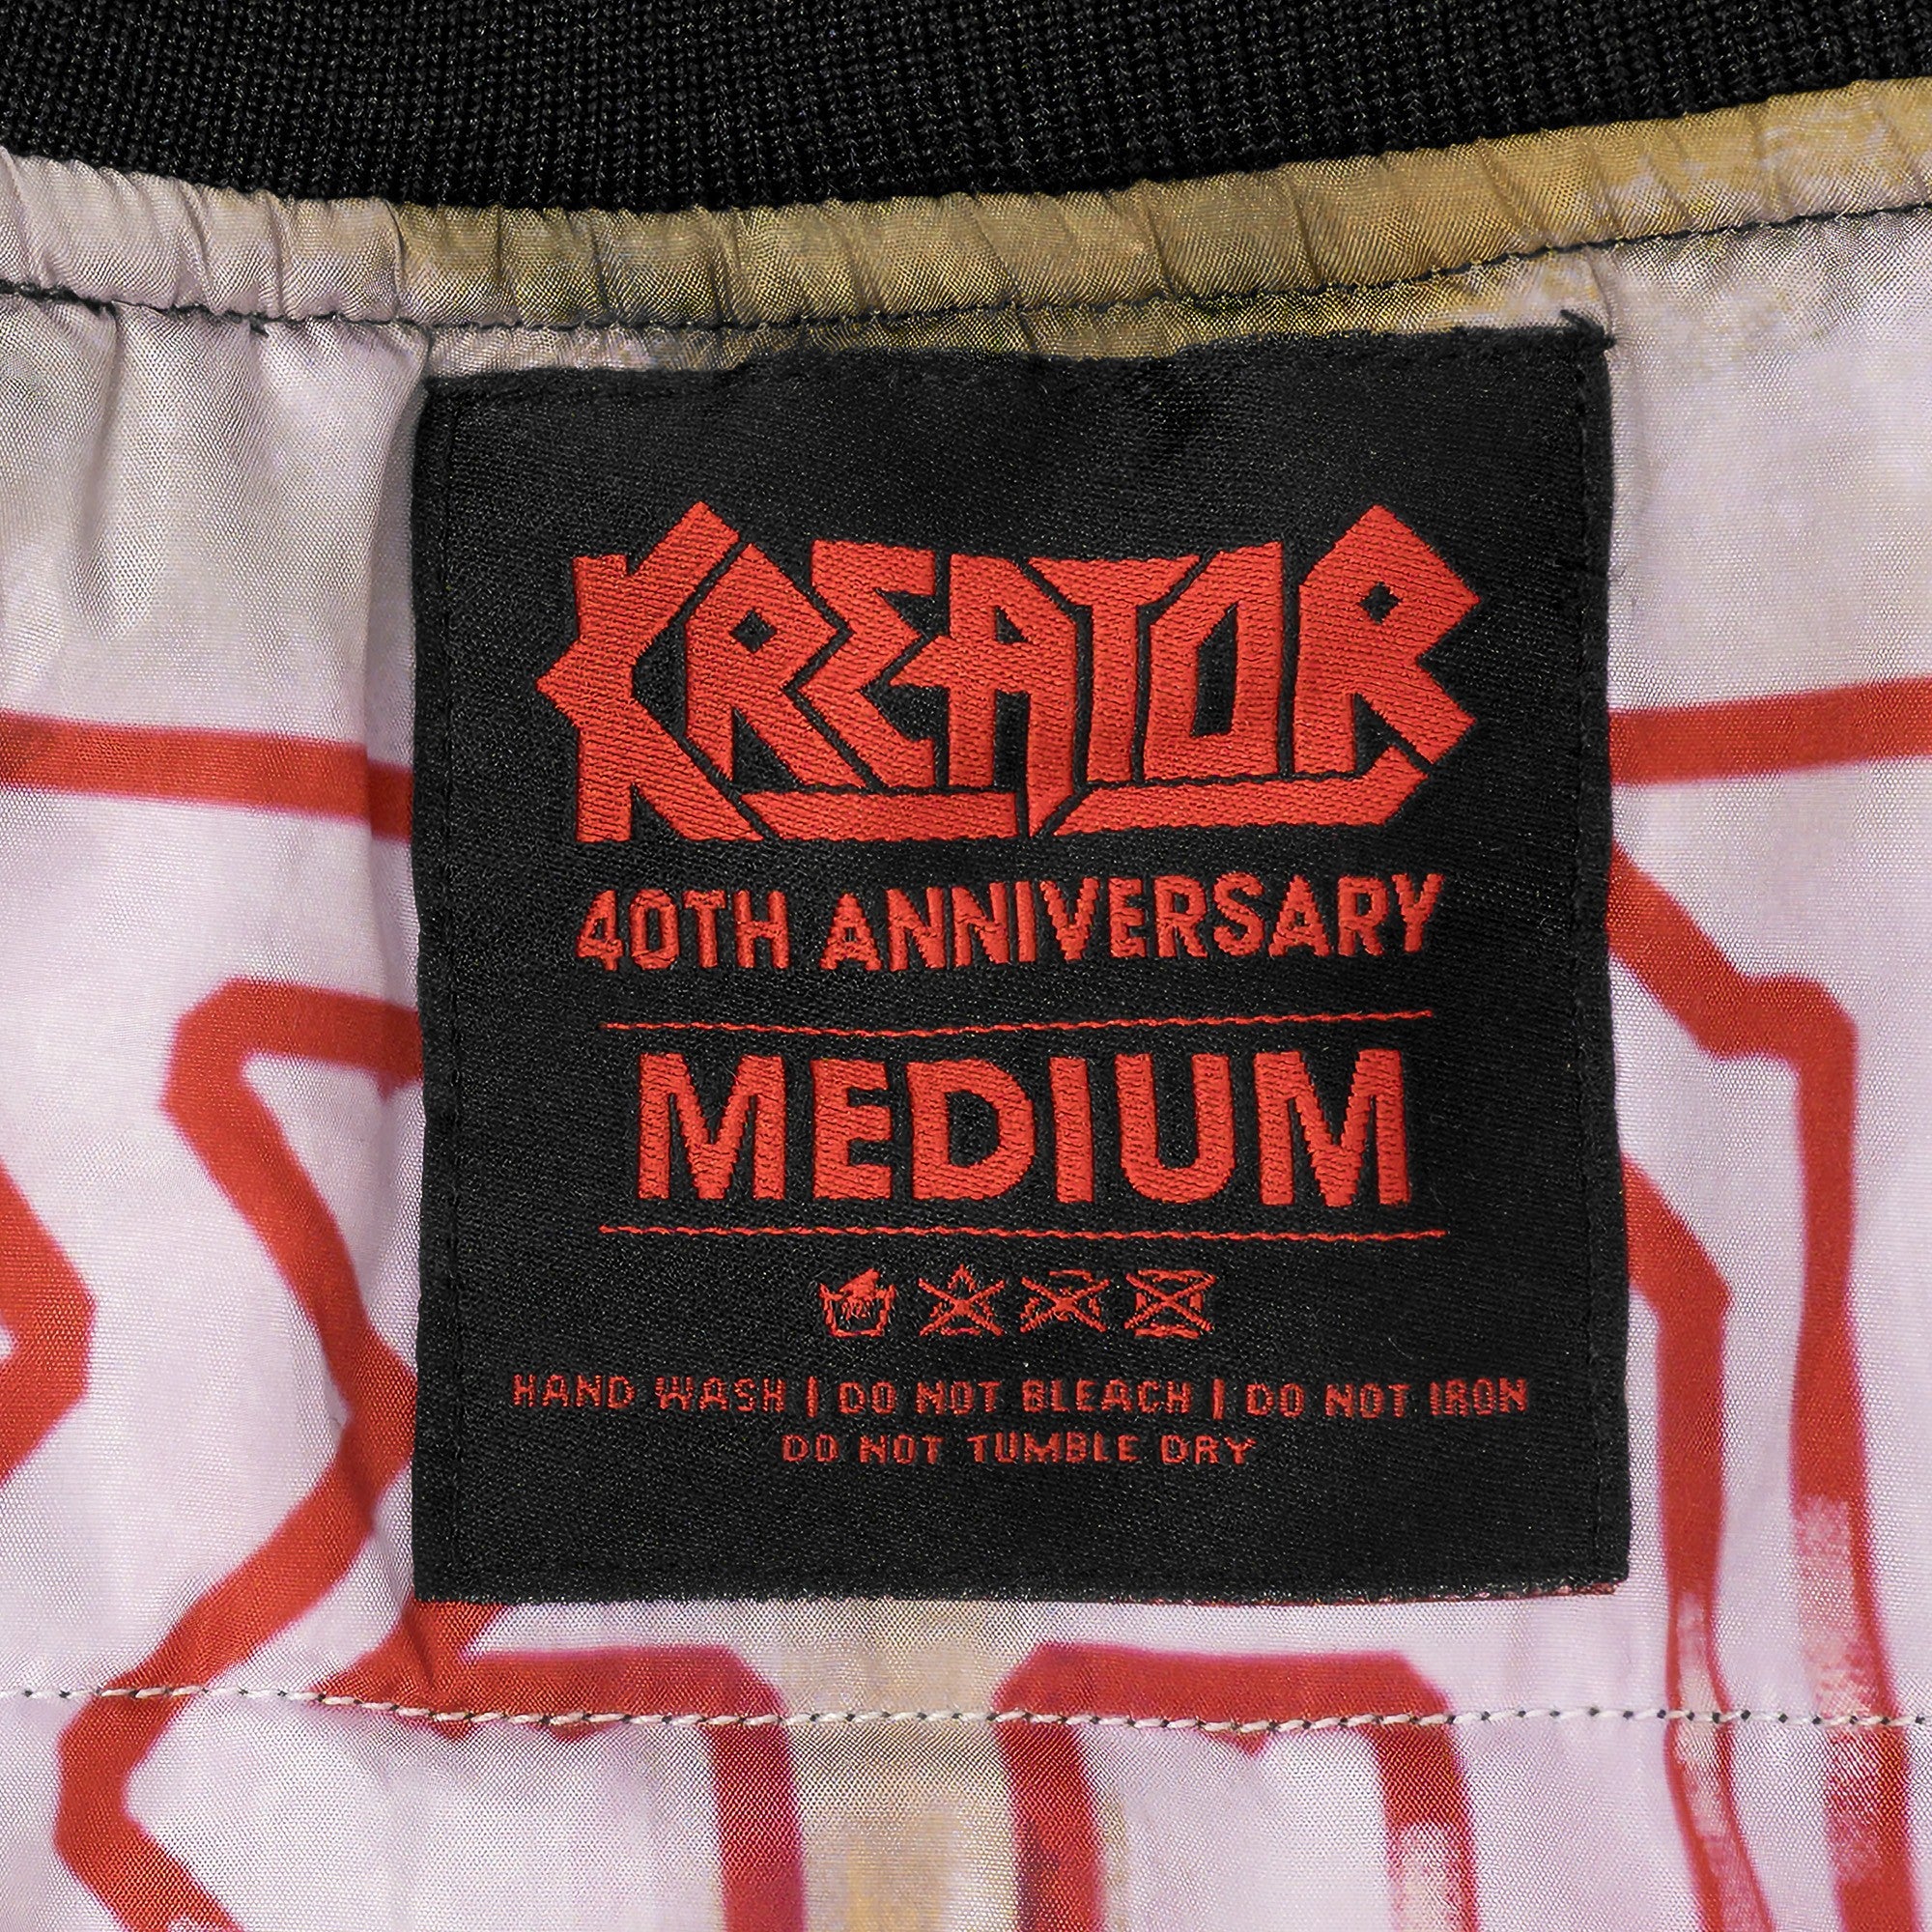 KREATOR
40TH ANNIVERSARY
MEDIUM
HAND WASH | DO NOT BLEACH | DO NOT IRON
DO NOT TUMBLE DRY